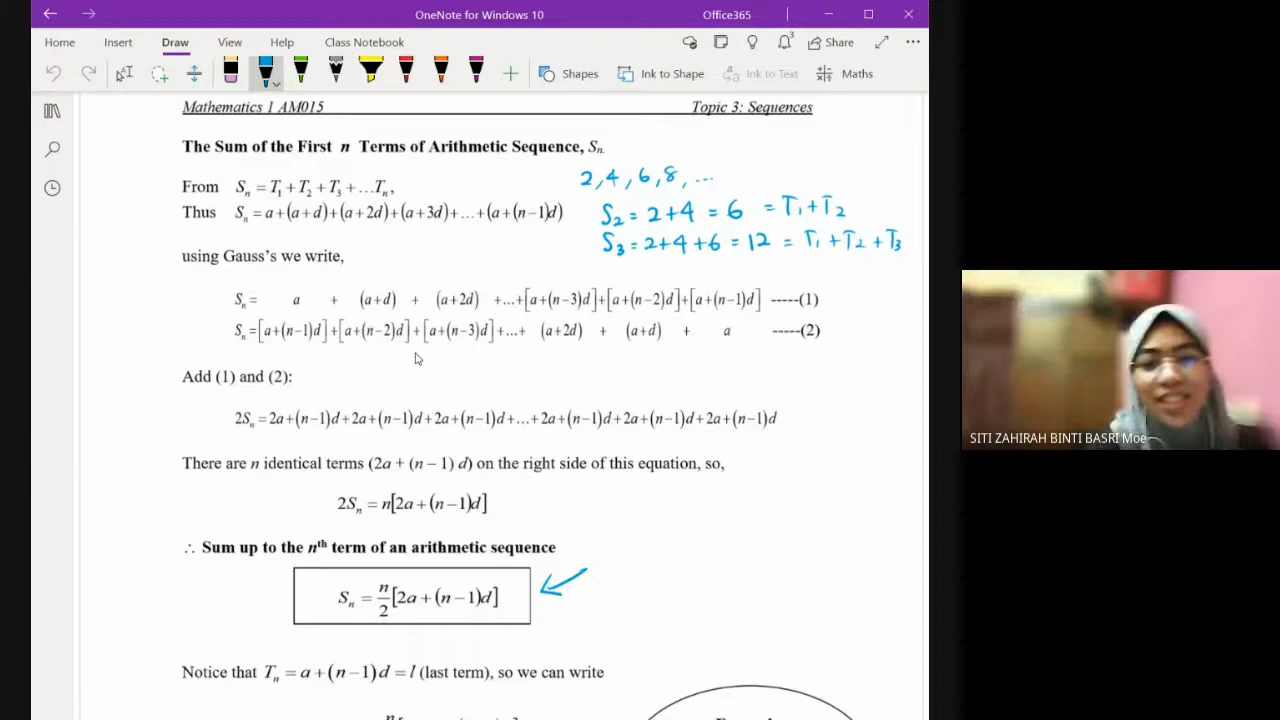 OneNote for Windows 10
Office365
Home Insert Draw View Help Class Notebook
3
Share
Shapes Ink to Shape Ink to Text Maths
Mathematics 1 AM015 Topic 3: Sequences
The Sum of the First n Terms of Arithmetic Sequence, Sₙ.
2, 4, 6, 8, ...
From Sₙ = T₁ + T₂ + T₃ + …Tₙ,
Thus Sₙ = a + (a + d) + (a + 2d) + (a + 3d) + … + (a + (n − 1)d)
S₂ = 2 + 4 = 6 = T₁ + T₂
S₃ = 2 + 4 + 6 = 12 = T₁ + T₂ + T₃
using Gauss's we write,
Sₙ = a + (a+d) + (a+2d) +…+[a+(n−3)d]+[a+(n−2)d]+[a+(n−1)d] -----(1)
Sₙ =[a+(n−1)d]+[a+(n−2)d]+[a+(n−3)d]+…+ (a+2d) + (a+d) + a -----(2)
Add (1) and (2):
2Sₙ = 2a+(n−1)d+2a+(n−1)d+2a+(n−1)d+…+2a+(n−1)d+2a+(n−1)d+2a+(n−1)d
SITI ZAHIRAH BINTI BASRI Moe
There are n identical terms (2a + (n − 1) d) on the right side of this equation, so,
2Sₙ = n[2a + (n − 1)d]
∴ Sum up to the nᵗʰ term of an arithmetic sequence
Sₙ = n/2 [2a + (n − 1)d]
Notice that Tₙ = a + (n − 1)d = l (last term), so we can write